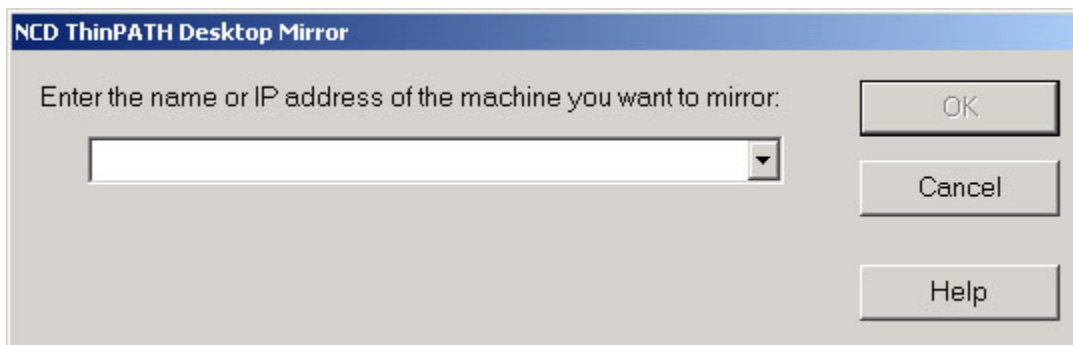 NCD ThinPATH Desktop Mirror
Enter the name or IP address of the machine you want to mirror:
OK
Cancel
Help